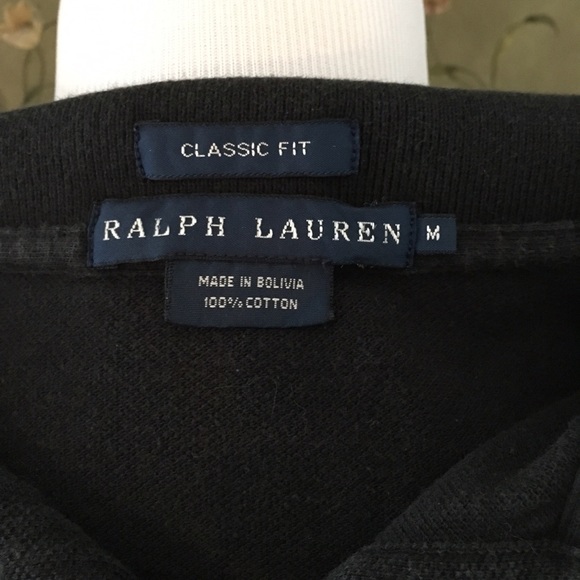 CLASSIC FIT
RALPH LAUREN M
MADE IN BOLIVIA
100% COTTON